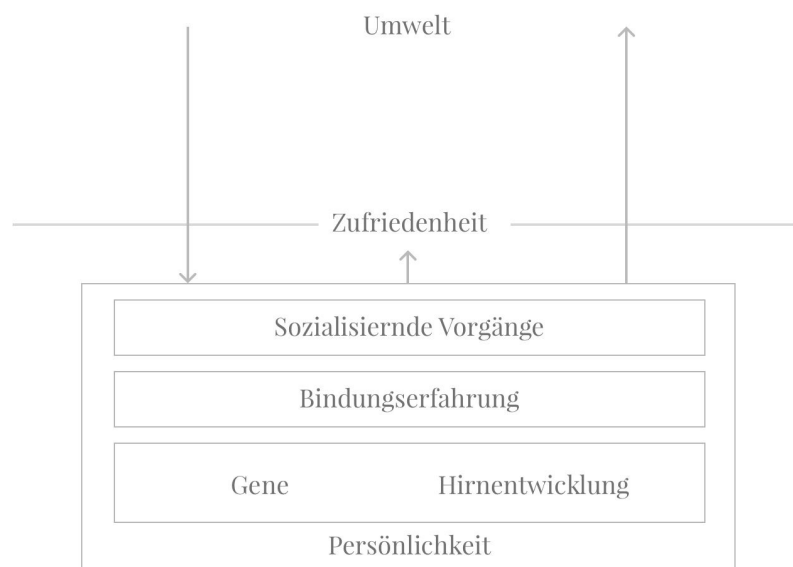 Umwelt
Zufriedenheit
Sozialisiernde Vorgänge
Bindungserfahrung
Gene Hirnentwicklung
Persönlichkeit